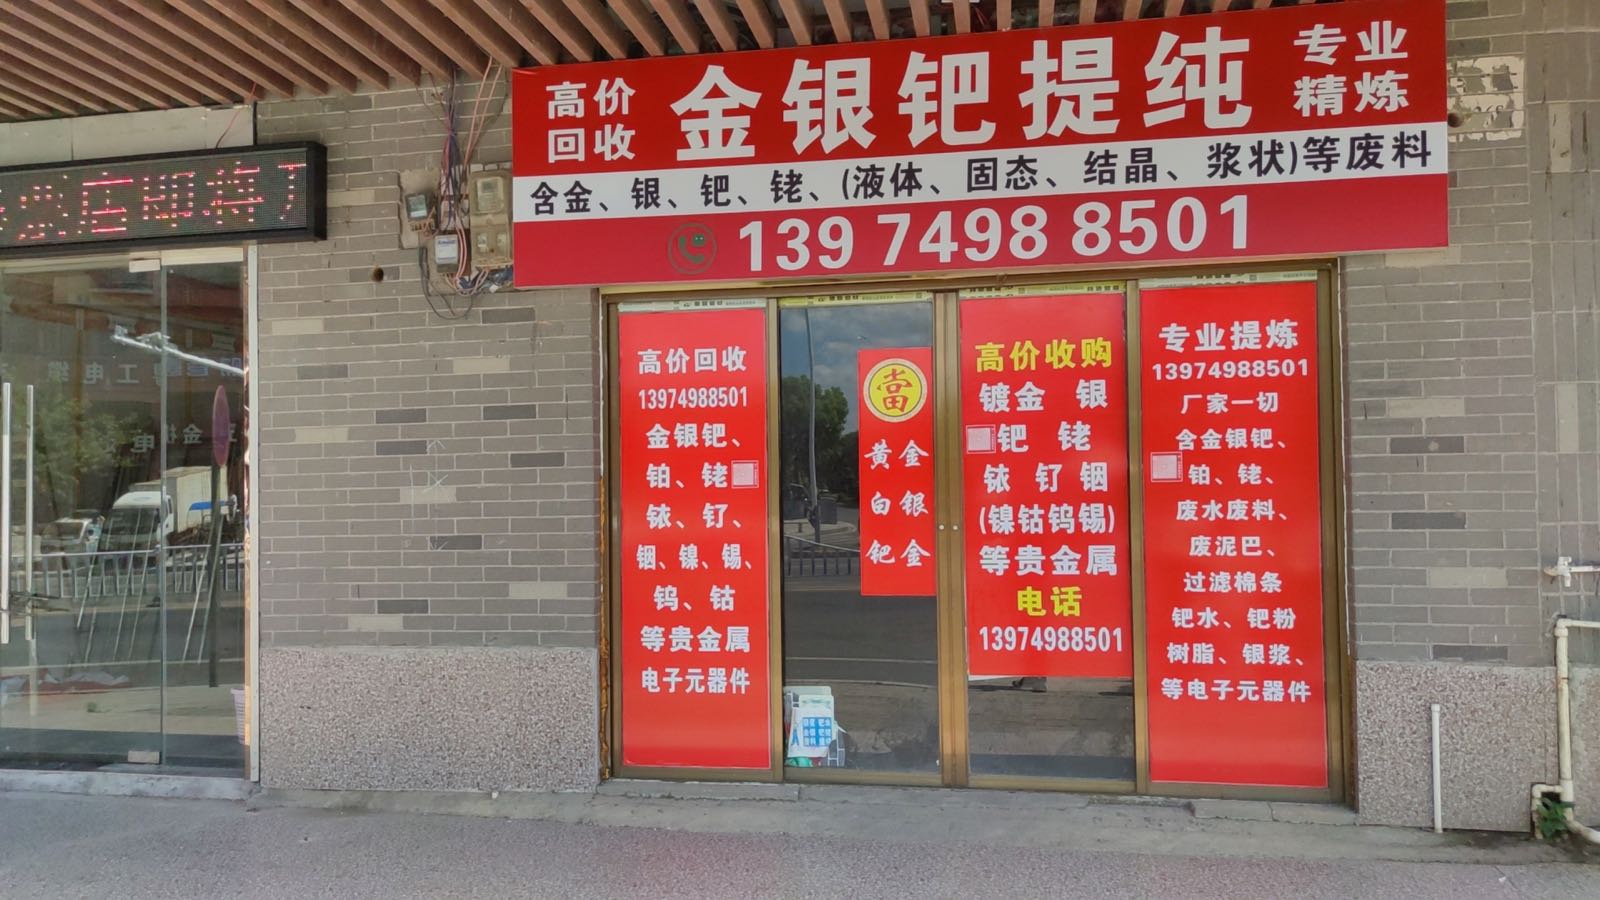 高价
回收
金银钯提纯
专业
精炼
含金、银、钯、铑、(液体、固态、结晶、浆状)等废料
139 7498 8501
店即将
高价回收
13974988501
金银钯、
铂、铑
铱、钌、
铟、镍、锡、
钨、钴
等贵金属
电子元器件
當
黄金
白银
钯金
高价收购
镀金 银
钯 铑
铱 钌 铟
(镍钴钨锡)
等贵金属
电话
13974988501
专业提炼
13974988501
厂家一切
含金银钯、
铂、铑、
废水废料、
废泥巴、
过滤棉条
钯水、钯粉
树脂、银浆、
等电子元器件